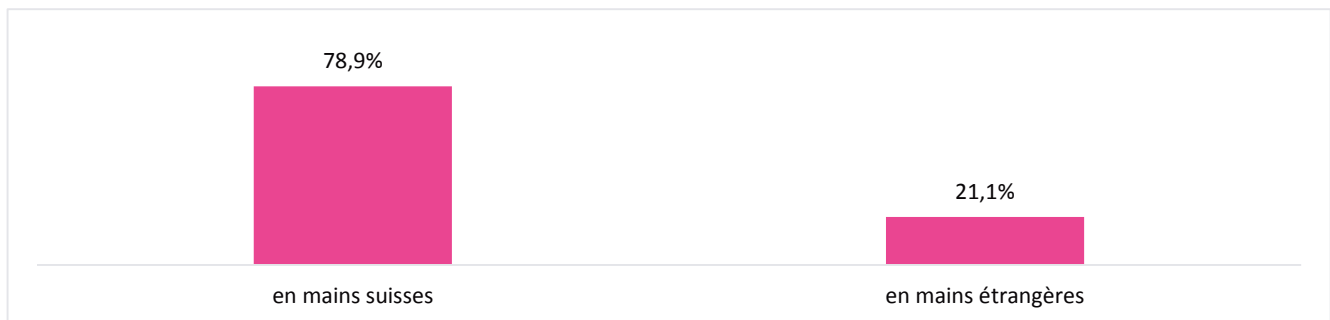 78,9%
21,1%
en mains suisses
en mains étrangères